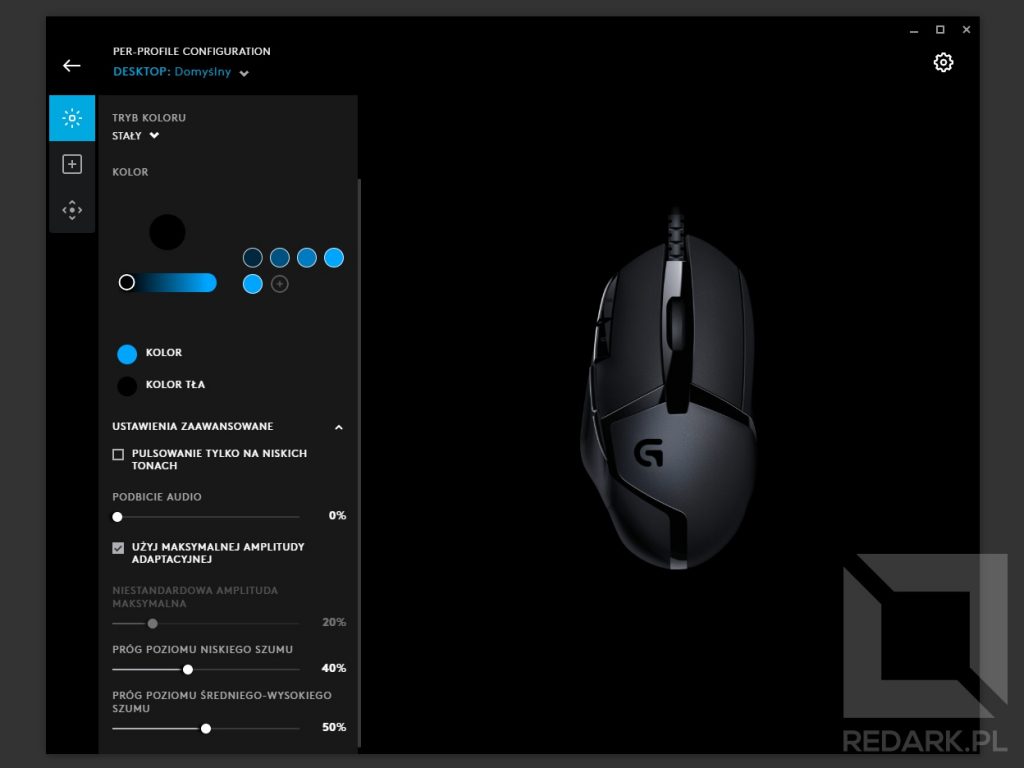 PER-PROFILE CONFIGURATION
DESKTOP: Domyślny
TRYB KOLORU
STAŁY
KOLOR
KOLOR
KOLOR TŁA
USTAWIENIA ZAAWANSOWANE
PULSOWANIE TYLKO NA NISKICH
TONACH
PODBICIE AUDIO
0%
UŻYJ MAKSYMALNEJ AMPLITUDY
ADAPTACYJNEJ
NIESTANDARDOWA AMPLITUDA
MAKSYMALNA
20%
PRÓG POZIOMU NISKIEGO SZUMU
40%
PRÓG POZIOMU ŚREDNIEGO-WYSOKIEGO
SZUMU
50%
REDARK.PL